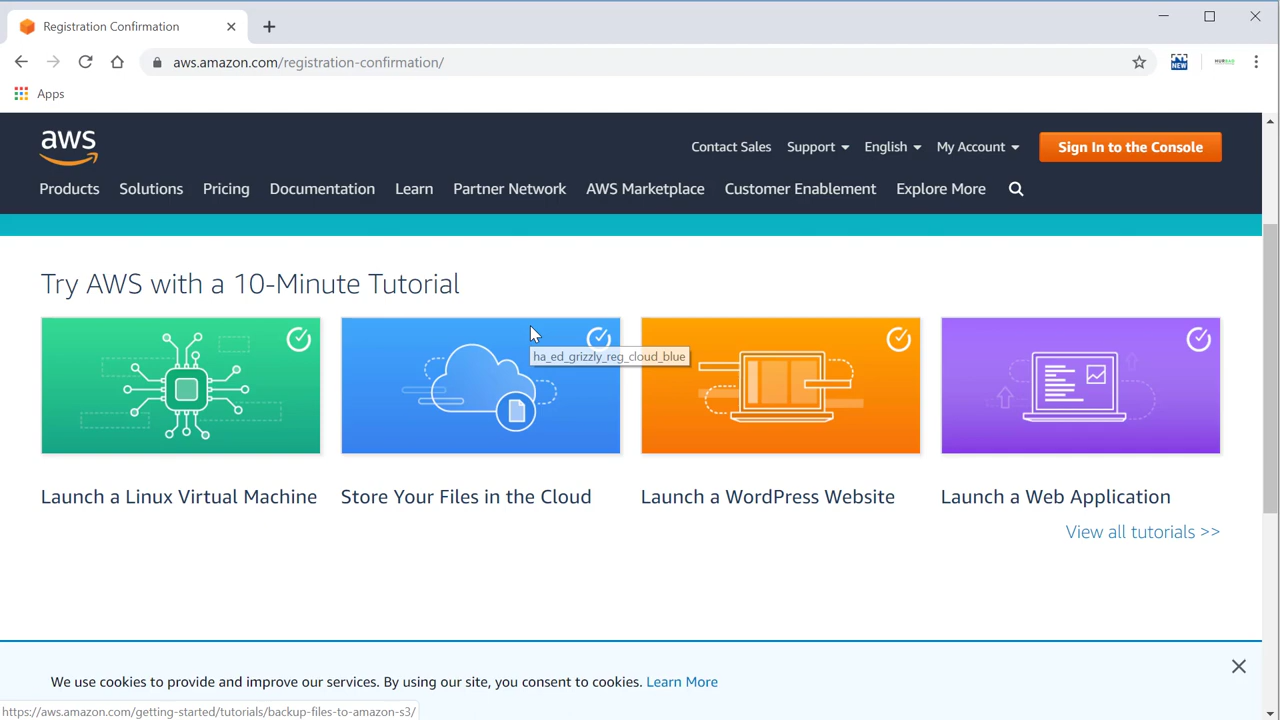 Registration Confirmation
aws.amazon.com/registration-confirmation/
NEW
Apps
aws
Contact Sales Support English My Account Sign In to the Console
Products Solutions Pricing Documentation Learn Partner Network AWS Marketplace Customer Enablement Explore More
Try AWS with a 10-Minute Tutorial
ha_ed_grizzly_reg_cloud_blue
Launch a Linux Virtual Machine Store Your Files in the Cloud Launch a WordPress Website Launch a Web Application
View all tutorials >>
We use cookies to provide and improve our services. By using our site, you consent to cookies. Learn More
https://aws.amazon.com/getting-started/tutorials/backup-files-to-amazon-s3/